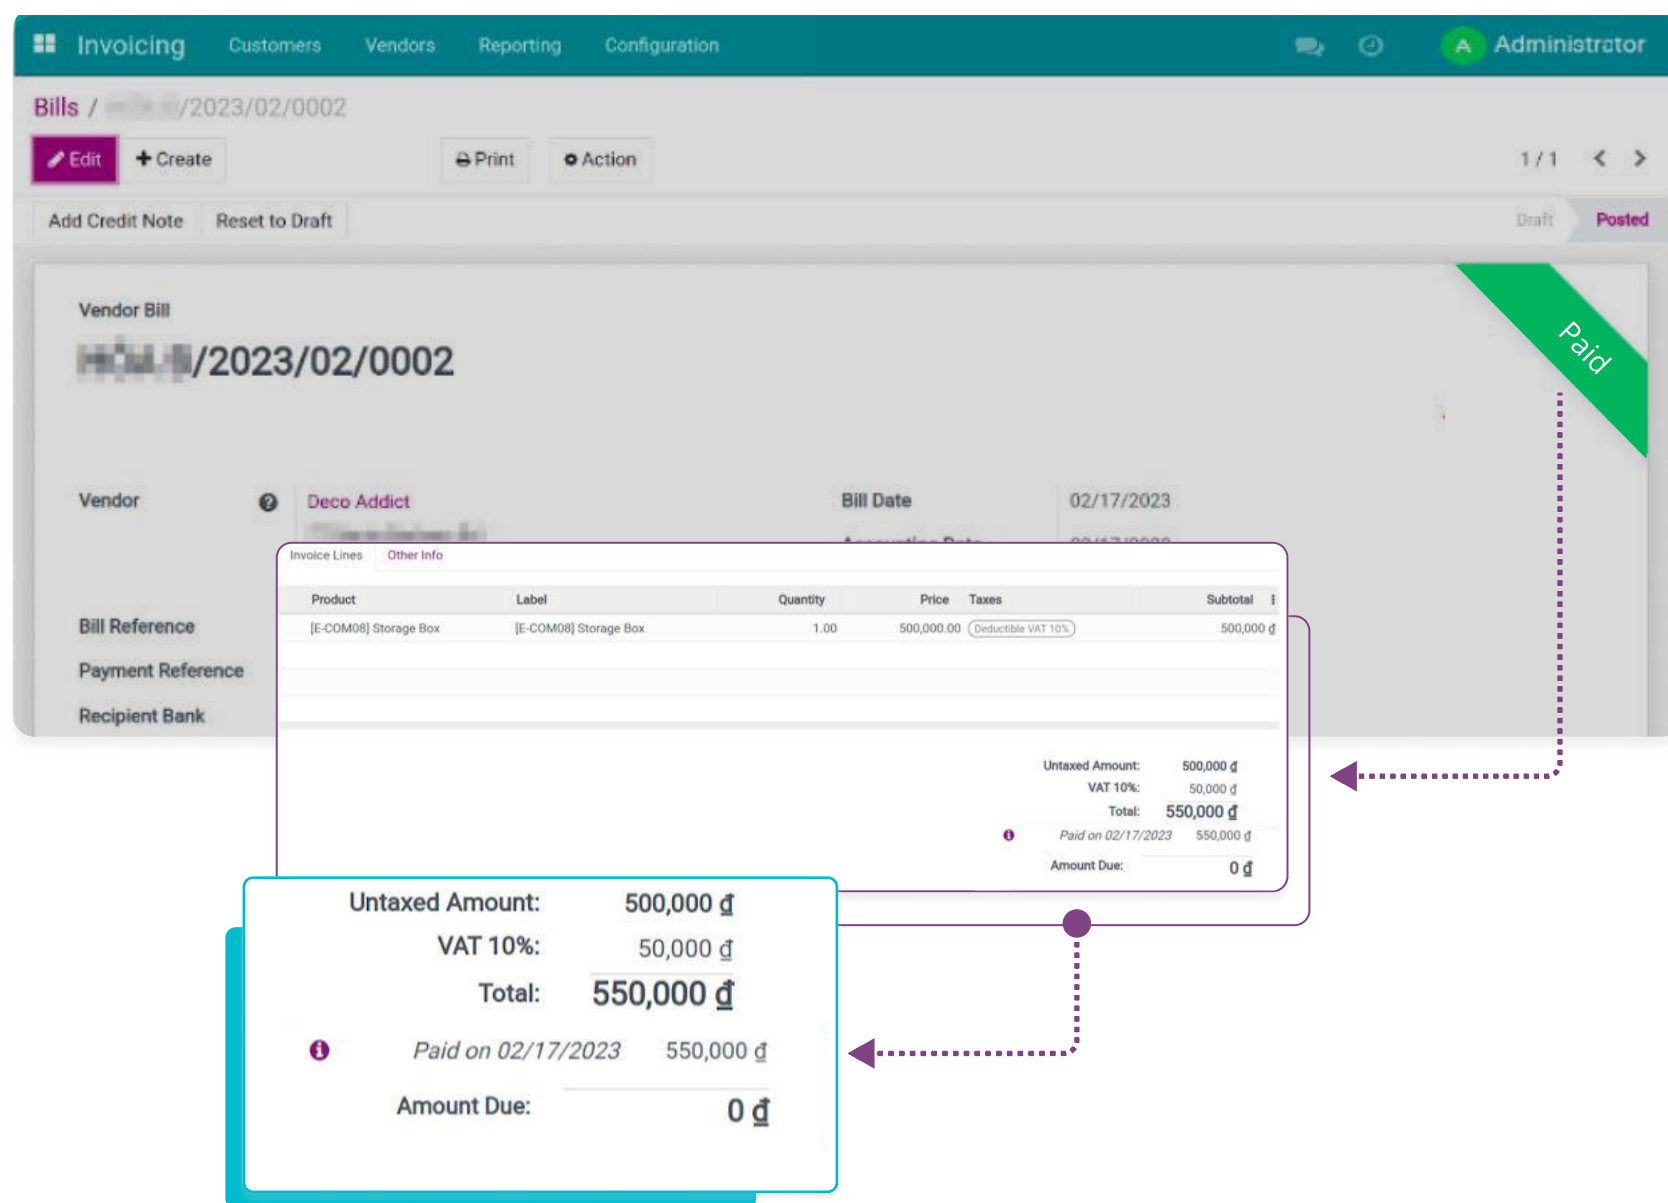 Invoicing Customers Vendors Reporting Configuration A Administrator
Bills / /2023/02/0002
Edit Create Print Action 1 / 1
Add Credit Note Reset to Draft Draft Posted
Paid
Vendor Bill
/2023/02/0002
Vendor Deco Addict Bill Date 02/17/2023
Invoice Lines Other Info
Product Label Quantity Price Taxes Subtotal
[E-COM08] Storage Box [E-COM08] Storage Box 1.00 500,000.00 Deductible VAT 10% 500,000 ₫
Bill Reference
Payment Reference
Recipient Bank
Untaxed Amount: 500,000 ₫
VAT 10%: 50,000 ₫
Total: 550,000 ₫
Paid on 02/17/2023 550,000 ₫
Amount Due: 0 ₫
Untaxed Amount: 500,000 ₫
VAT 10%: 50,000 ₫
Total: 550,000 ₫
Paid on 02/17/2023 550,000 ₫
Amount Due: 0 ₫